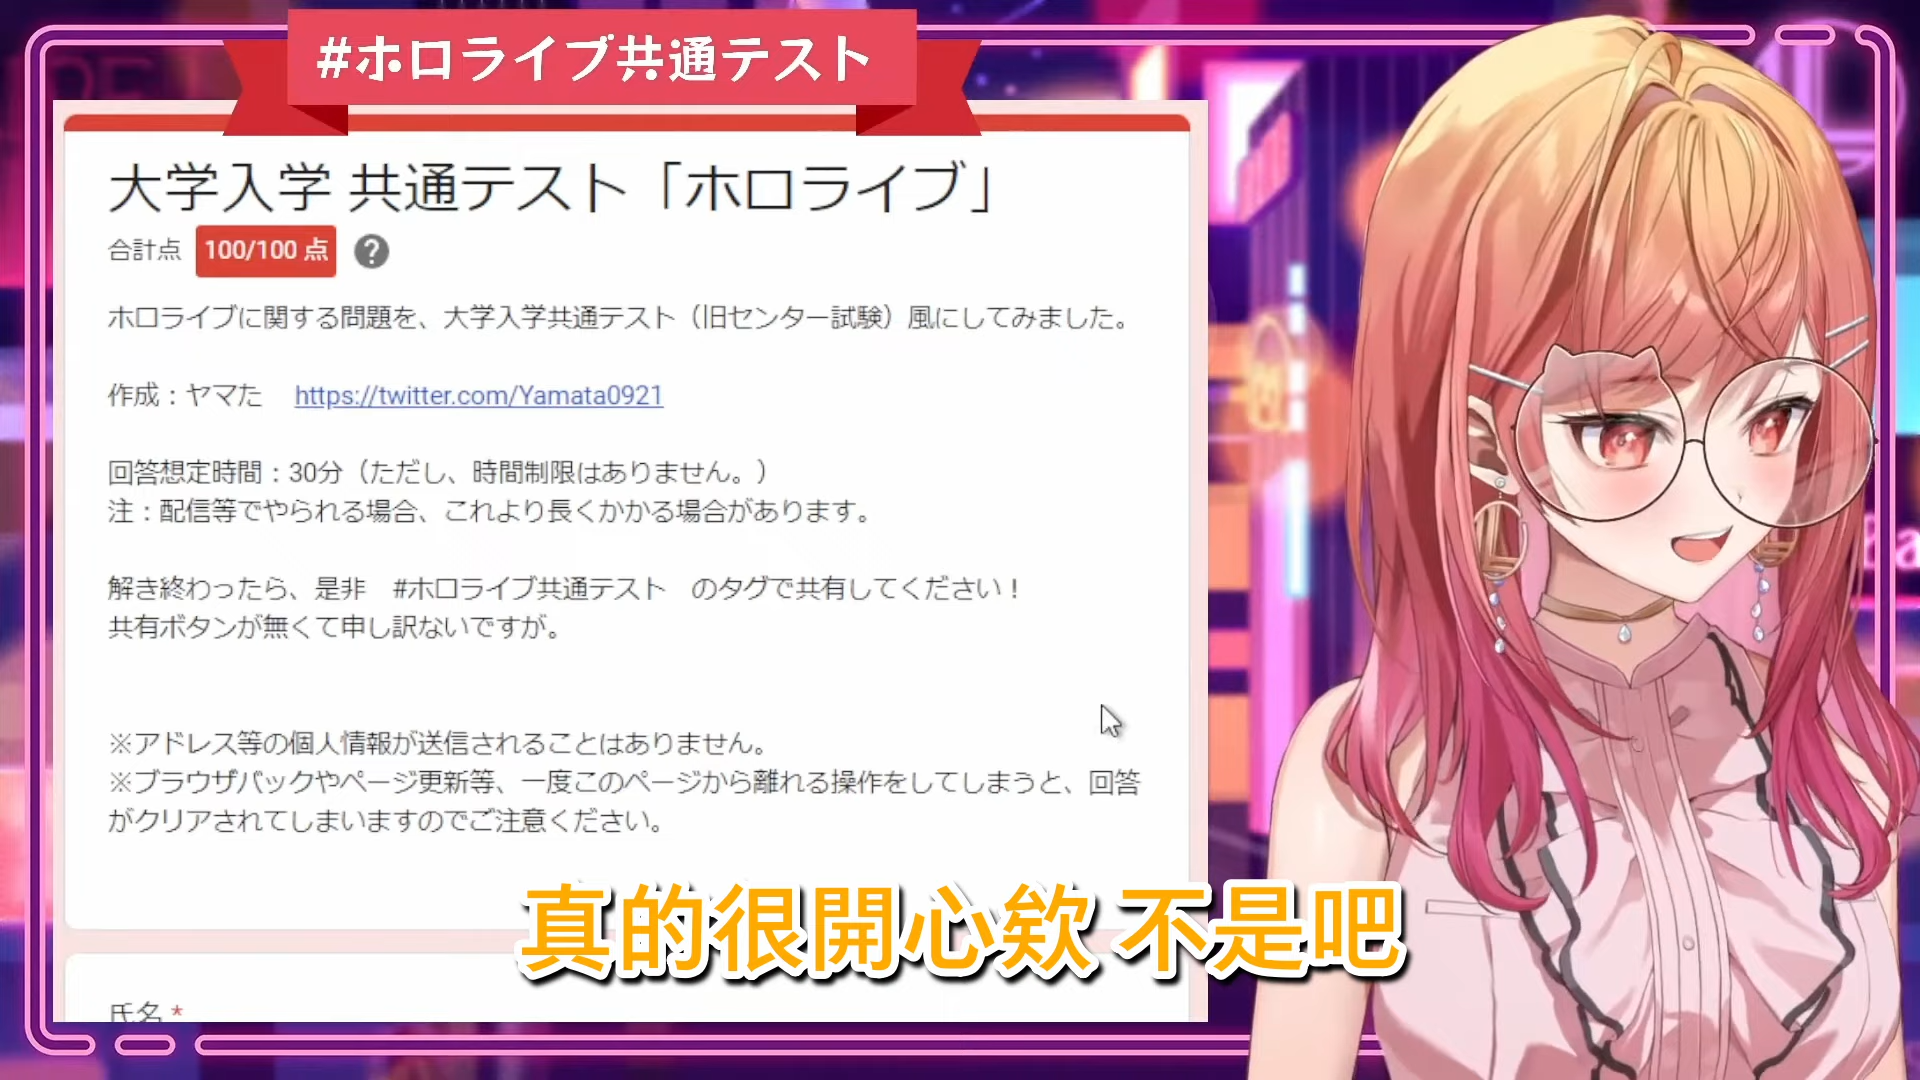 #ホロライブ共通テスト
大学入学 共通テスト「ホロライブ」
合計点 100/100 点 ?
ホロライブに関する問題を、大学入学共通テスト（旧センター試験）風にしてみました。
作成：ヤマた https://twitter.com/Yamata0921
回答想定時間：30分（ただし、時間制限はありません。）
注：配信等でやられる場合、これより長くかかる場合があります。
解き終わったら、是非 #ホロライブ共通テスト のタグで共有してください！
共有ボタンが無くて申し訳ないですが。
※アドレス等の個人情報が送信されることはありません。
※ブラウザバックやページ更新等、一度このページから離れる操作をしてしまうと、回答
がクリアされてしまいますのでご注意ください。
真的很開心欸 不是吧
氏名 *